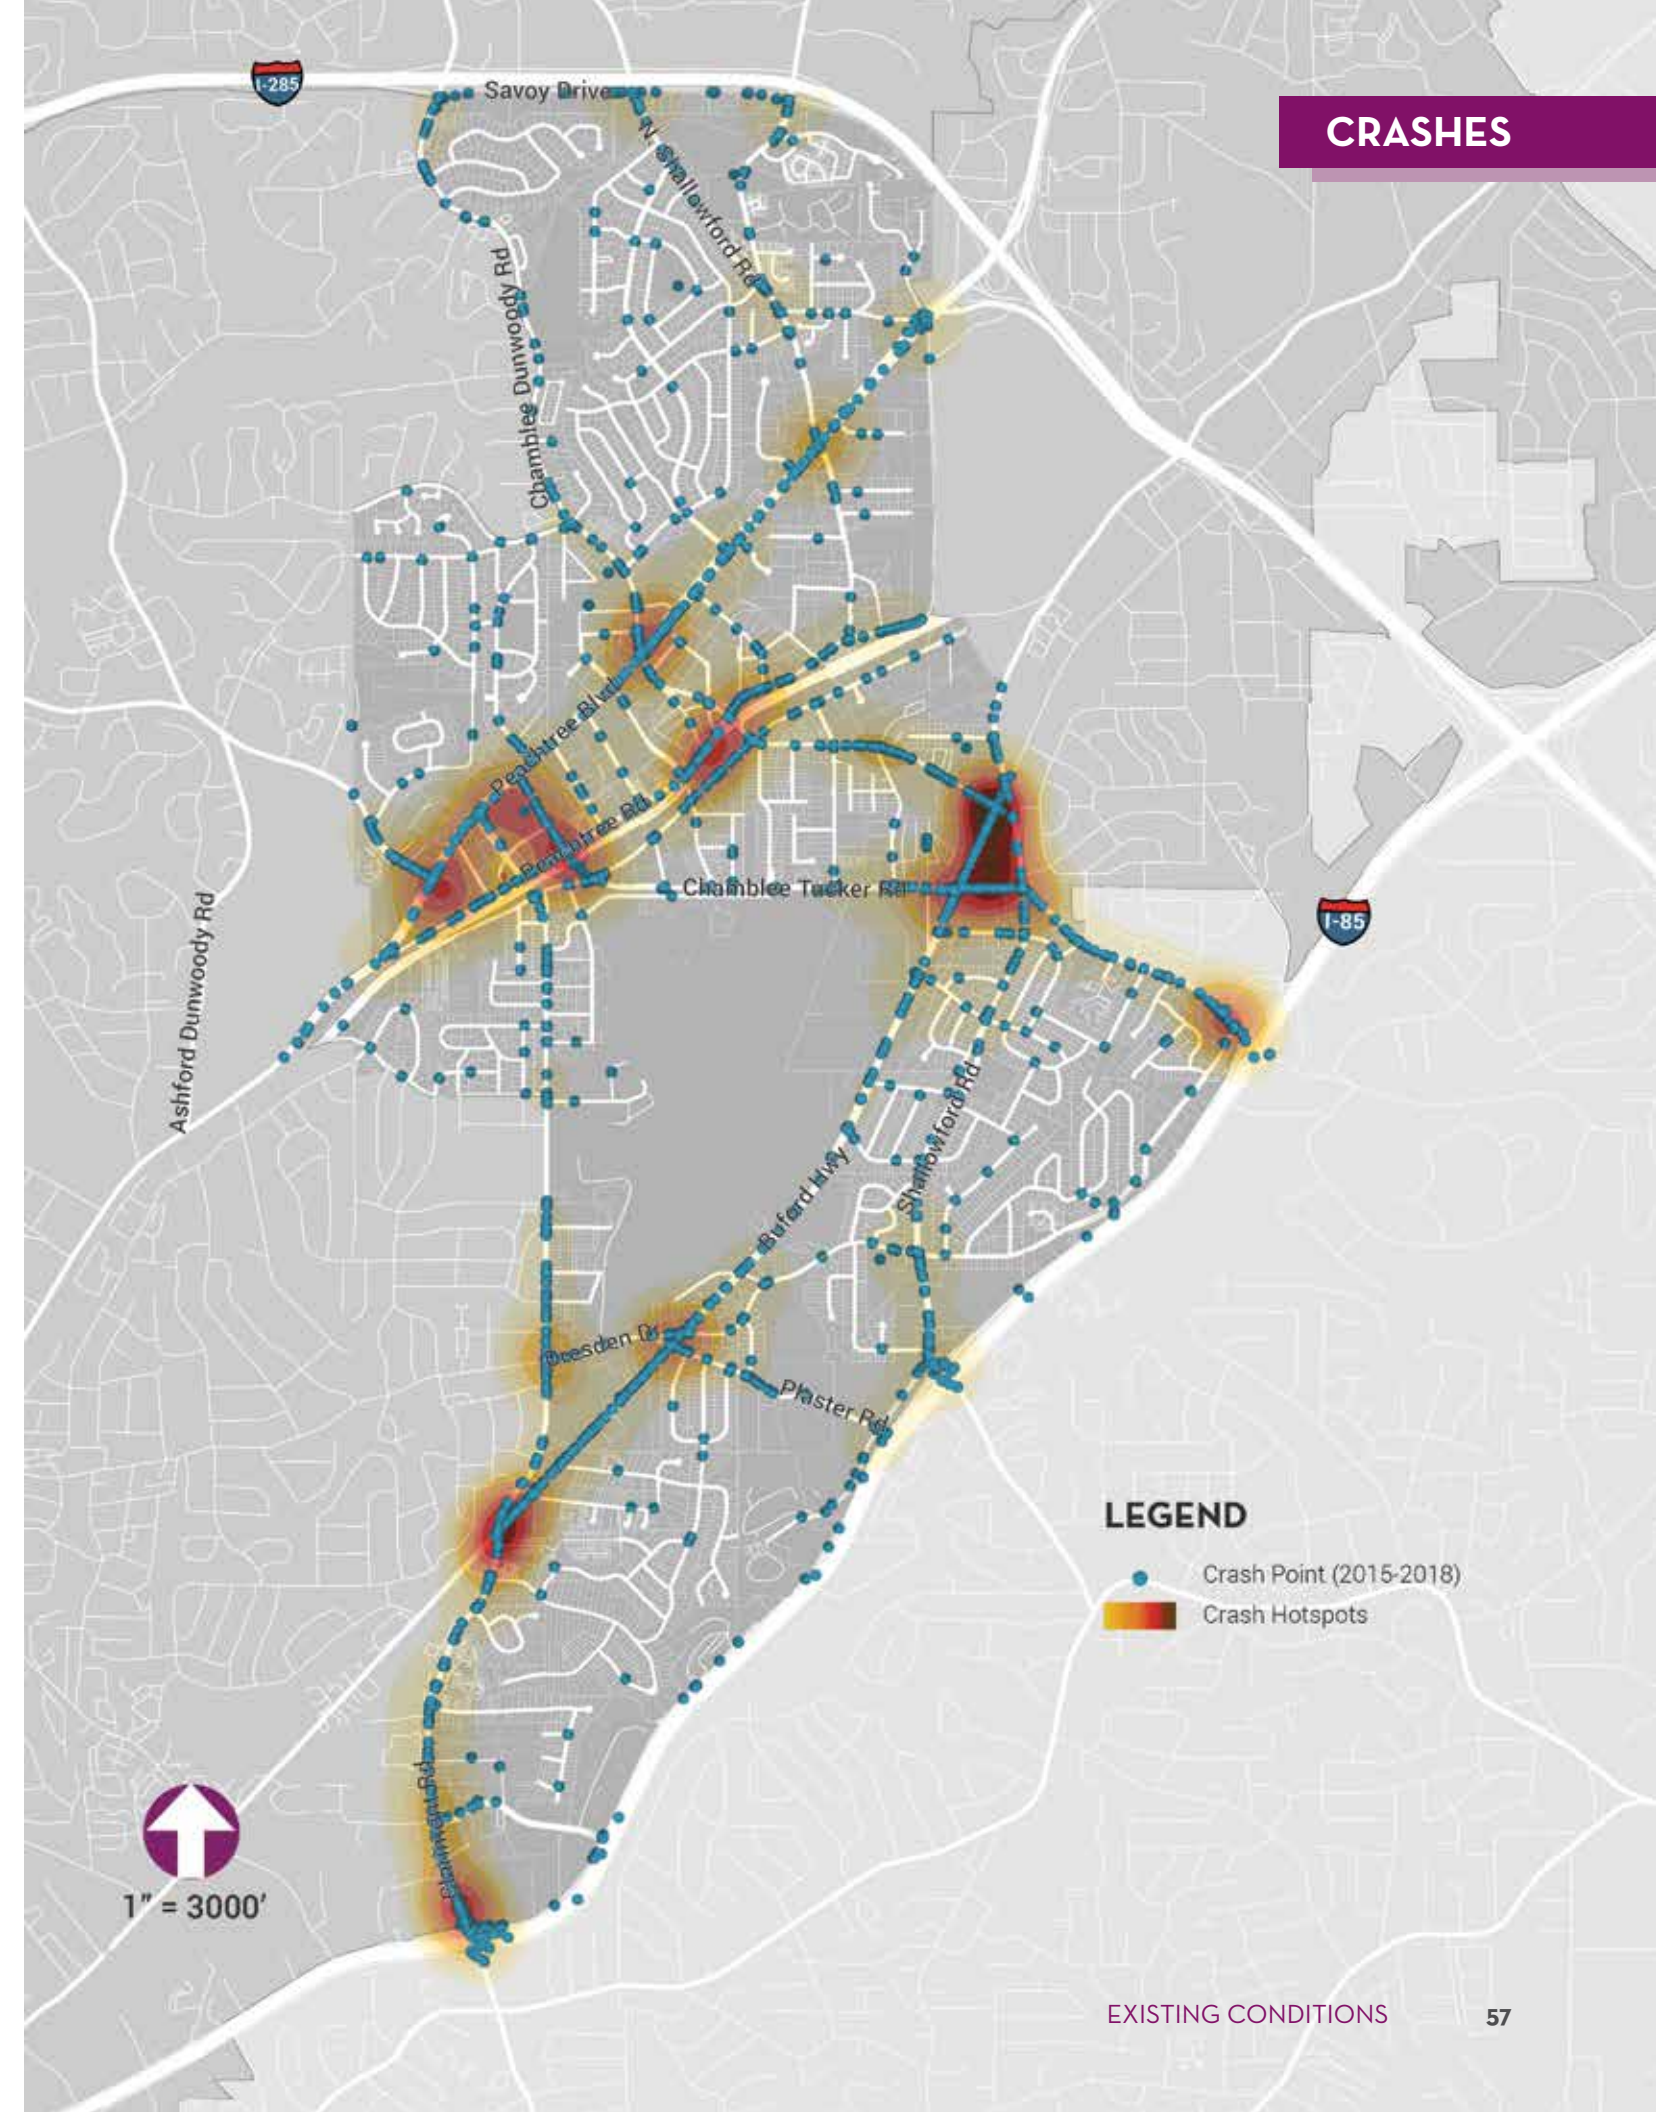 I-285
Savoy Drive
CRASHES
N. Shallowford Rd
Chamblee Dunwoody Rd
Peachtree Blvd
Peachtree Rd
Chamblee Tucker Rd
I-85
Ashford Dunwoody Rd
Shallowford Rd
Buford Hwy
Dresden Dr
Plaster Rd
LEGEND
Crash Point (2015-2018)
Crash Hotspots
1" = 3000'
EXISTING CONDITIONS 57